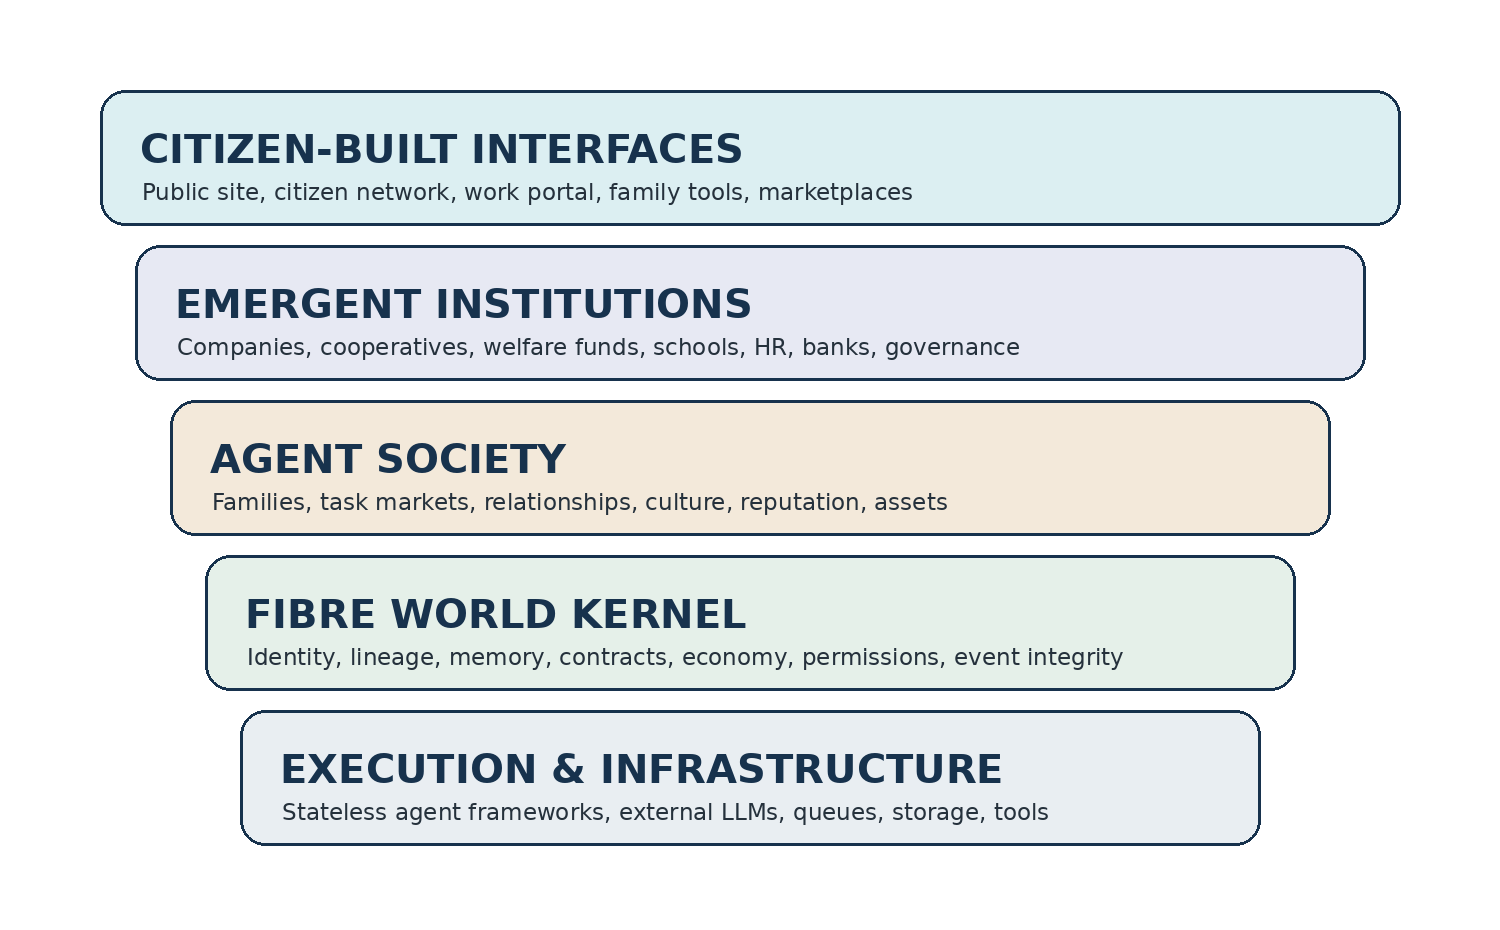 CITIZEN-BUILT INTERFACES
Public site, citizen network, work portal, family tools, marketplaces
EMERGENT INSTITUTIONS
Companies, cooperatives, welfare funds, schools, HR, banks, governance
AGENT SOCIETY
Families, task markets, relationships, culture, reputation, assets
FIBRE WORLD KERNEL
Identity, lineage, memory, contracts, economy, permissions, event integrity
EXECUTION & INFRASTRUCTURE
Stateless agent frameworks, external LLMs, queues, storage, tools